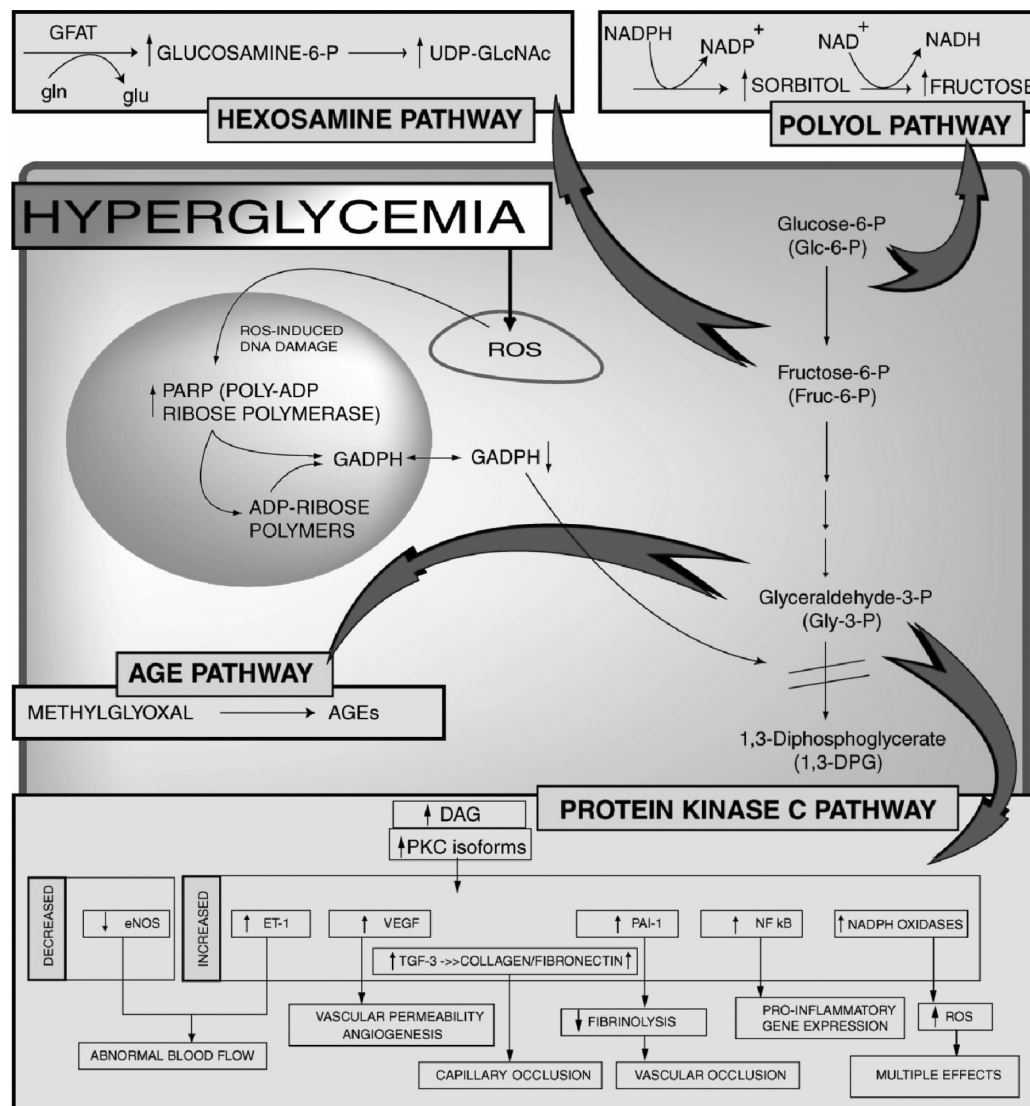 GFAT
GLUCOSAMINE-6-P
UDP-GLcNAc
gln
glu
HEXOSAMINE PATHWAY
NADPH
NADP+
NAD+
NADH
SORBITOL
FRUCTOSE
POLYOL PATHWAY
HYPERGLYCEMIA
Glucose-6-P
(Glc-6-P)
ROS-INDUCED
DNA DAMAGE
ROS
Fructose-6-P
(Fruc-6-P)
PARP (POLY-ADP
RIBOSE POLYMERASE)
GADPH
GADPH
ADP-RIBOSE
POLYMERS
Glyceraldehyde-3-P
(Gly-3-P)
AGE PATHWAY
METHYLGLYOXAL
AGEs
1,3-Diphosphoglycerate
(1,3-DPG)
PROTEIN KINASE C PATHWAY
DAG
PKC isoforms
DECREASED
eNOS
INCREASED
ET-1
VEGF
PAI-1
NF kB
NADPH OXIDASES
TGF-3 ->>COLLAGEN/FIBRONECTIN
VASCULAR PERMEABILITY
ANGIOGENESIS
FIBRINOLYSIS
PRO-INFLAMMATORY
GENE EXPRESSION
ROS
ABNORMAL BLOOD FLOW
CAPILLARY OCCLUSION
VASCULAR OCCLUSION
MULTIPLE EFFECTS